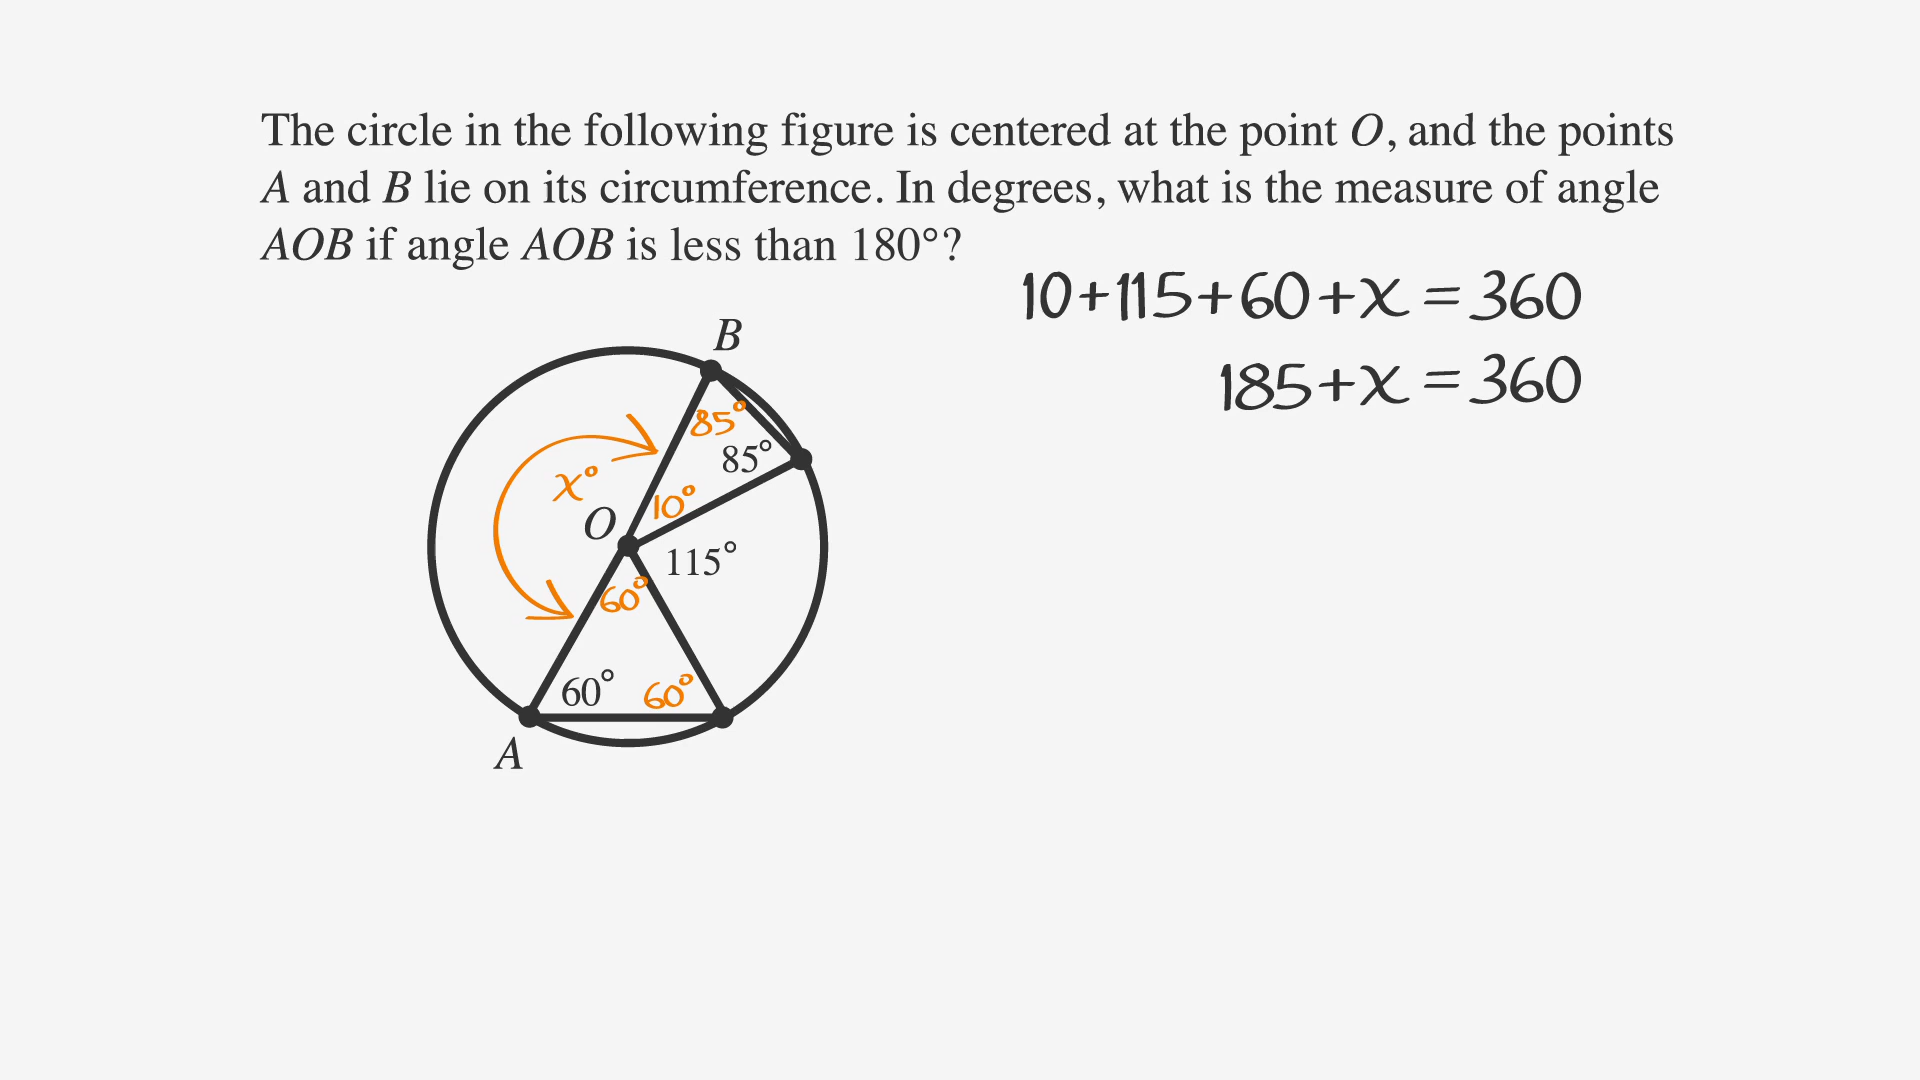 The circle in the following figure is centered at the point O, and the points
A and B lie on its circumference. In degrees, what is the measure of angle
AOB if angle AOB is less than 180°?
10+115+60+x = 360
185+x = 360
B
85°
85°
x°
10°
O
115°
60°
60°
60°
A